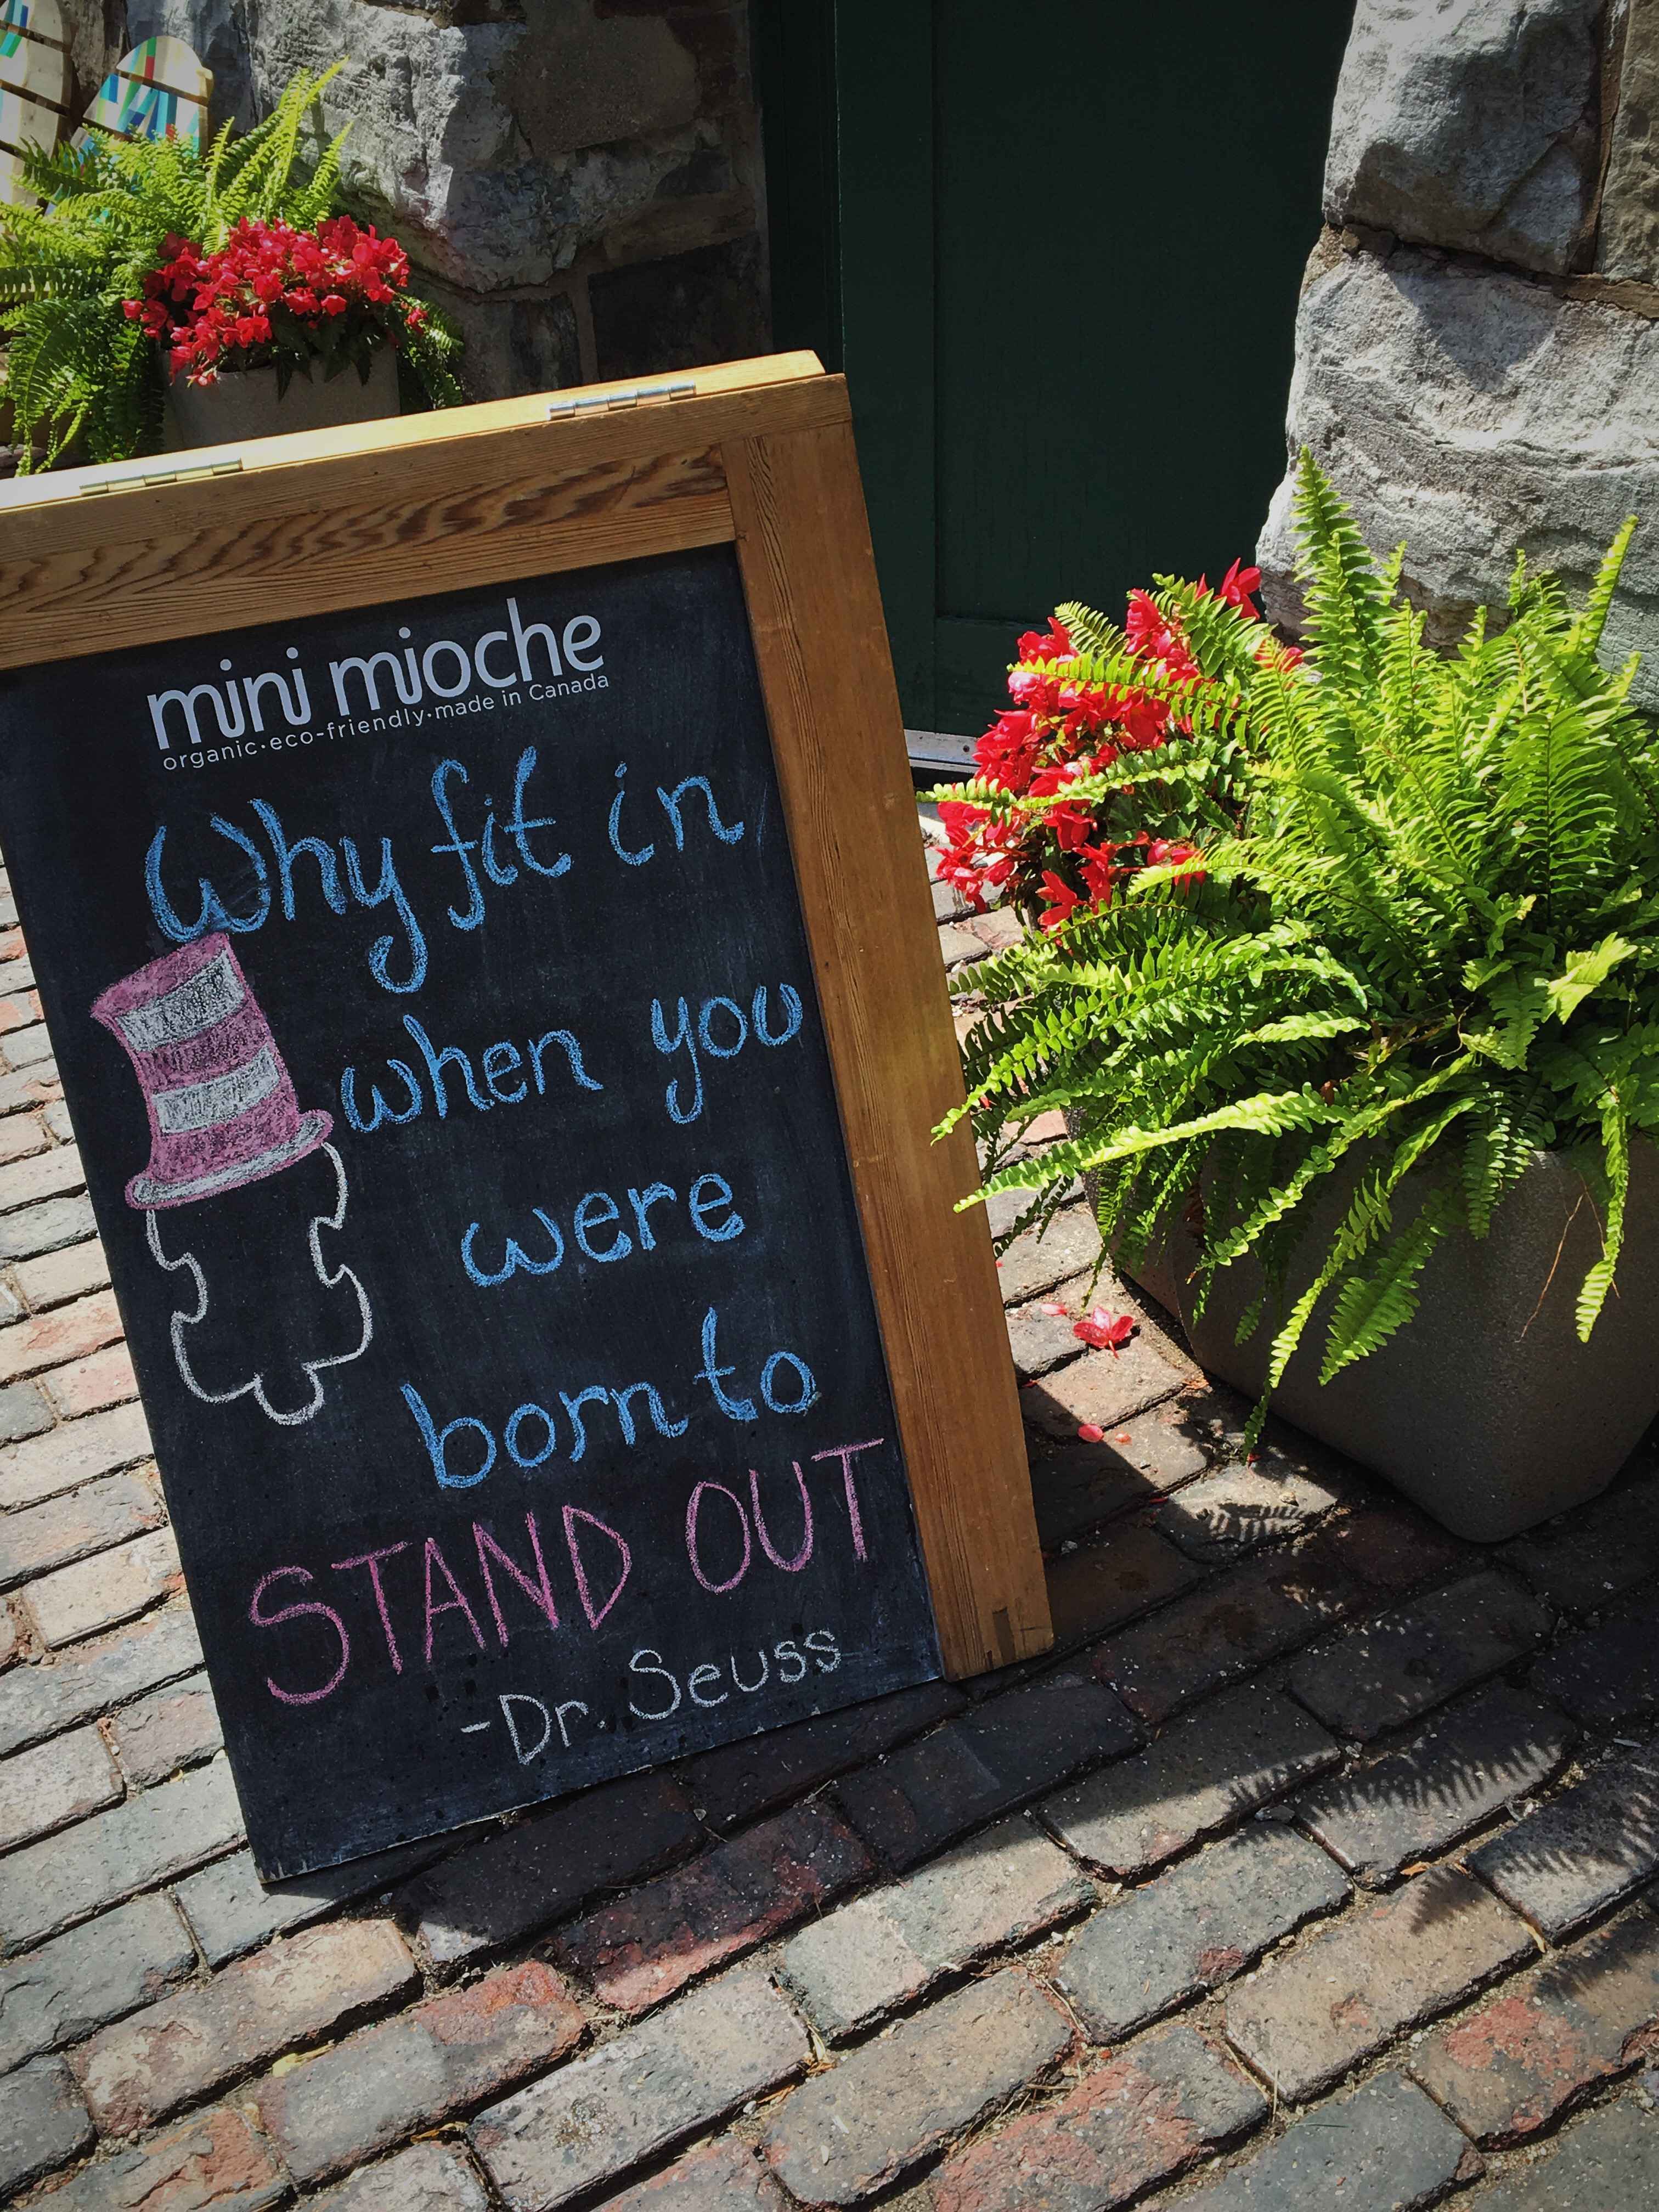 mini mioche
organic·eco-friendly·made in Canada
Why fit in
when you
were
born to
STAND OUT
-Dr. Seuss